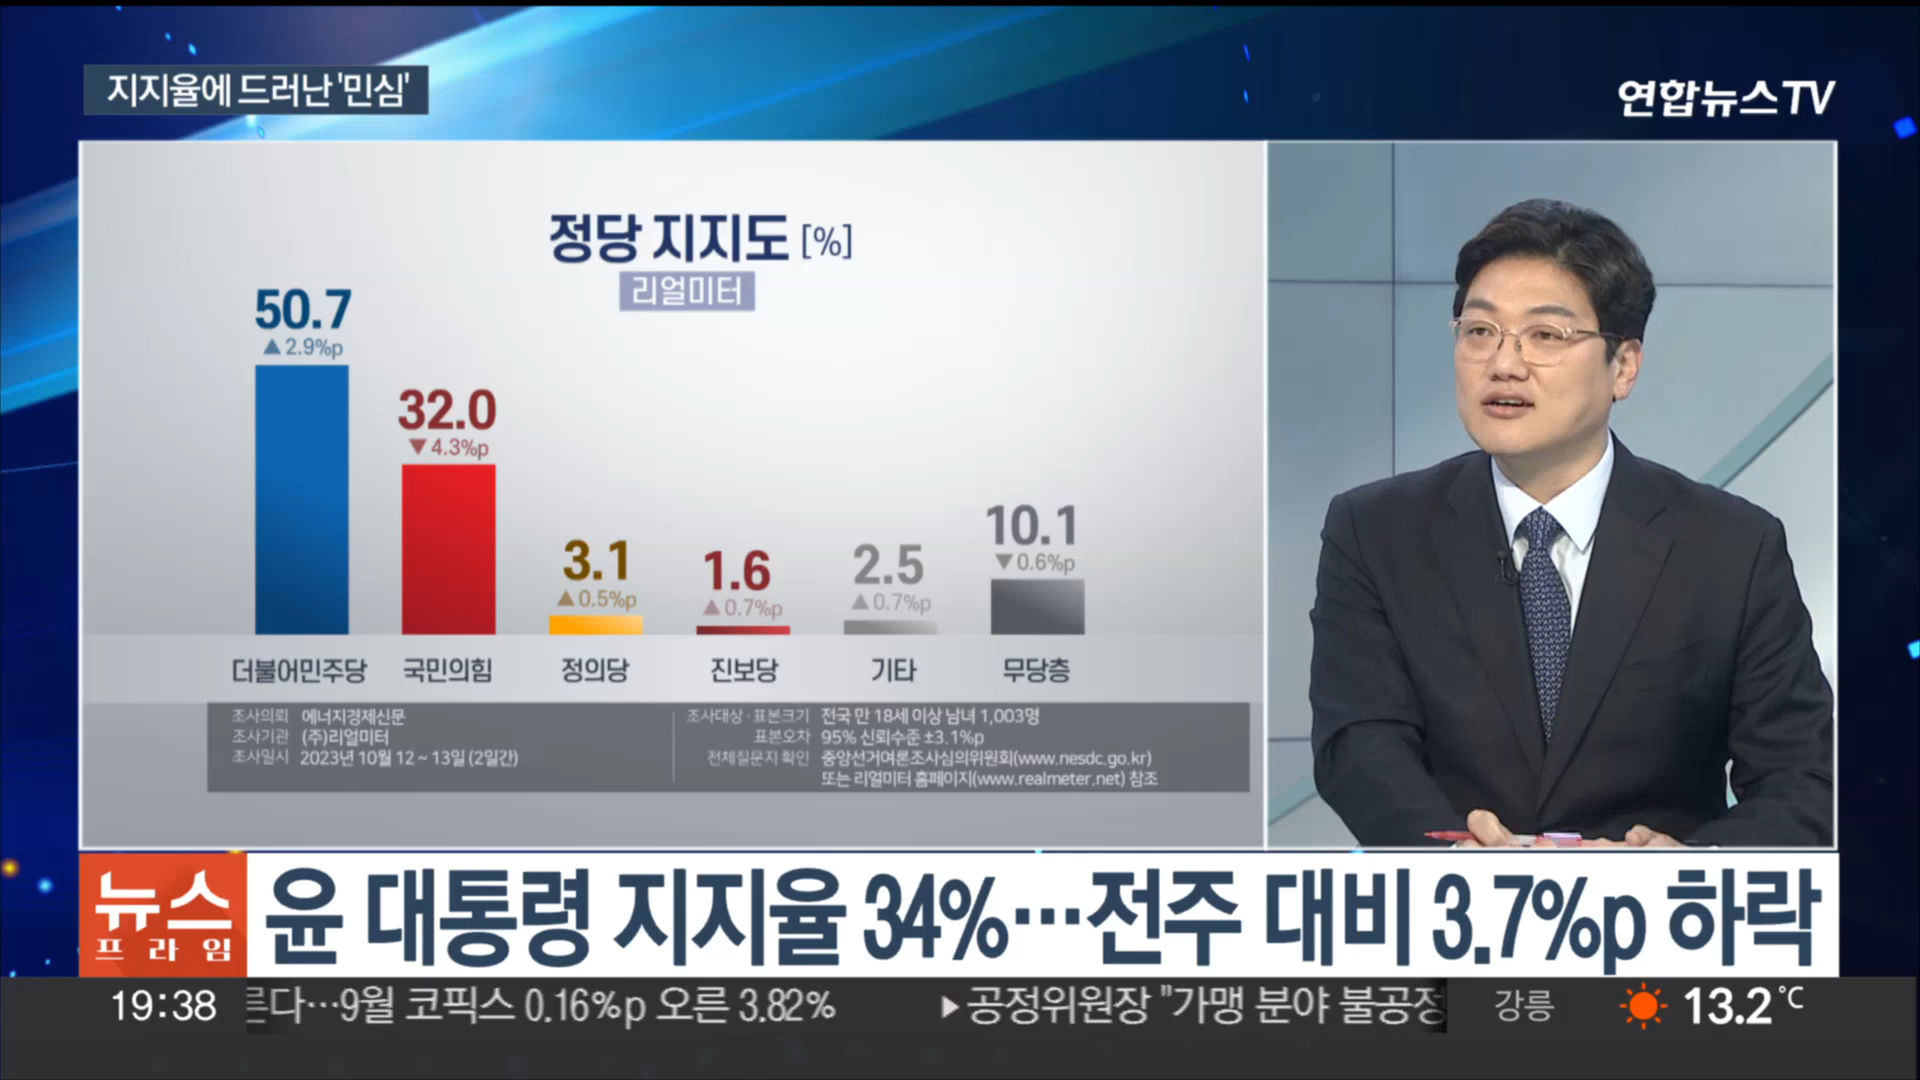 지지율에 드러난 '민심'
연합뉴스TV
정당 지지도 [%]
리얼미터
50.7
▲2.9%p
32.0
▼4.3%p
3.1
▲0.5%p
1.6
▲0.7%p
2.5
▲0.7%p
10.1
▼0.6%p
더불어민주당 국민의힘 정의당 진보당 기타 무당층
조사의뢰 에너지경제신문
조사기관 (주)리얼미터
조사일시 2023년 10월 12 ~ 13일 (2일간)
조사대상·표본크기 전국 만 18세 이상 남녀 1,003명
표본오차 95% 신뢰수준 ±3.1%p
전체질문지 확인 중앙선거여론조사심의위원회(www.nesdc.go.kr)
또는 리얼미터 홈페이지(www.realmeter.net) 참조
뉴스
프라임
윤 대통령 지지율 34%…전주 대비 3.7%p 하락
19:38 른다…9월 코픽스 0.16%p 오른 3.82% ▶공정위원장 "가맹 분야 불공정 강릉 13.2℃